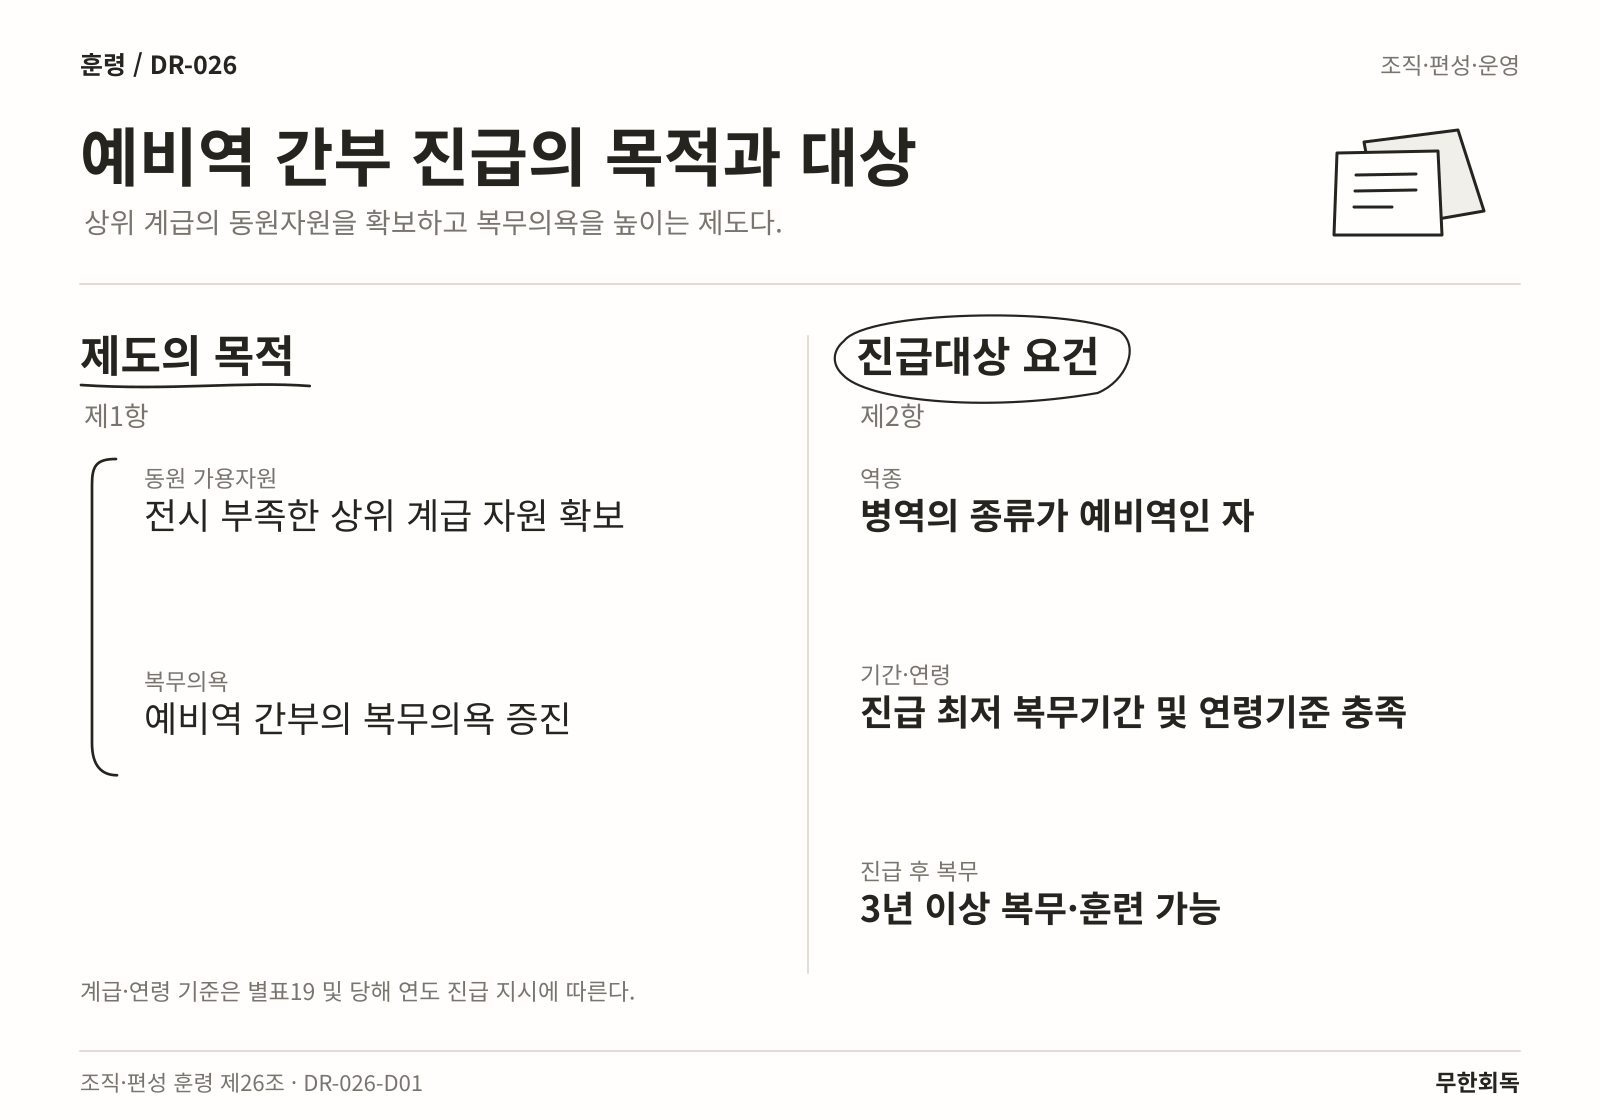 훈령 / DR-026
조직·편성·운영
예비역 간부 진급의 목적과 대상
상위 계급의 동원자원을 확보하고 복무의욕을 높이는 제도다.
제도의 목적
제1항
동원 가용자원
전시 부족한 상위 계급 자원 확보
복무의욕
예비역 간부의 복무의욕 증진
진급대상 요건
제2항
역종
병역의 종류가 예비역인 자
기간·연령
진급 최저 복무기간 및 연령기준 충족
진급 후 복무
3년 이상 복무·훈련 가능
계급·연령 기준은 별표19 및 당해 연도 진급 지시에 따른다.
조직·편성 훈령 제26조 · DR-026-D01
무한회독